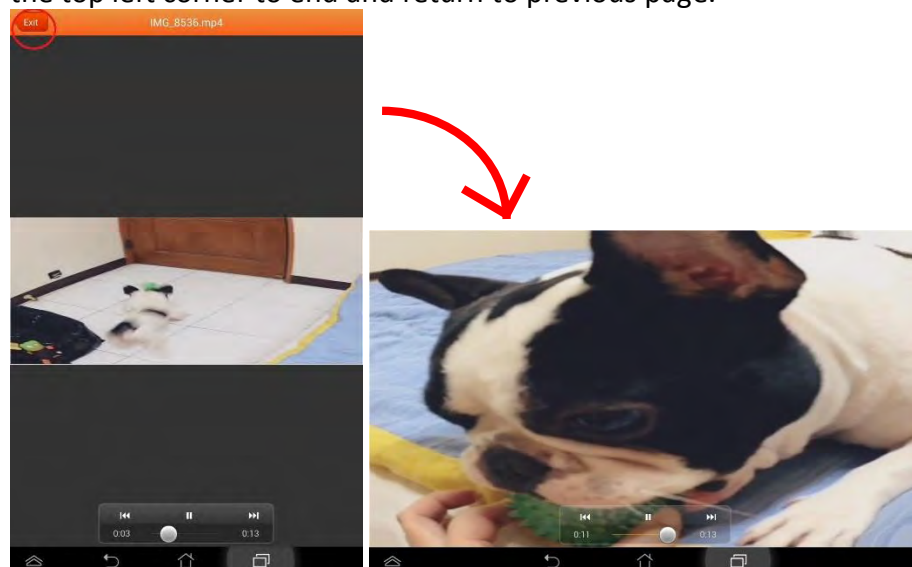 the top left corner to end and return to previous page.
Exit
IMG_8536.mp4
0:03
0:13
0:11
0:13